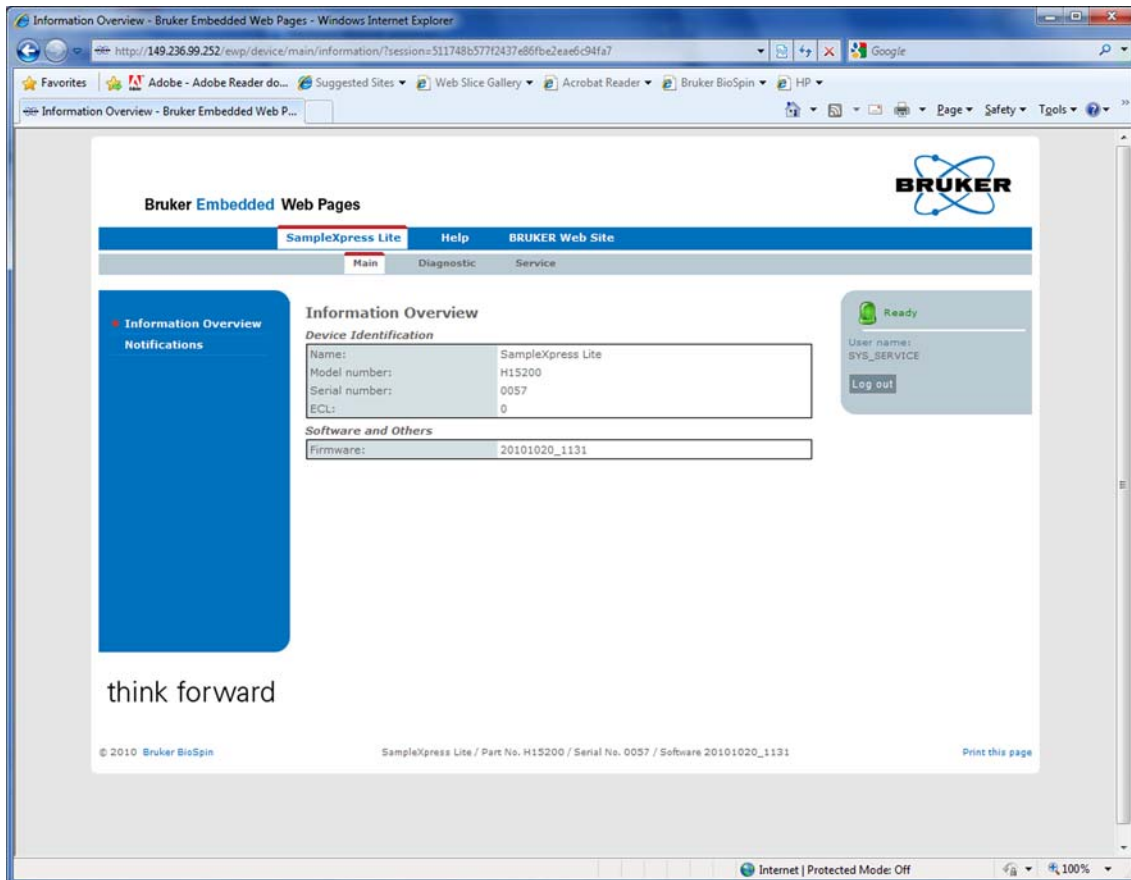 Information Overview - Bruker Embedded Web Pages - Windows Internet Explorer
http://149.236.99.252/ewp/device/main/information/?session=511748b577f2437e86fbe2eae6c94fa7
Google
Favorites Adobe - Adobe Reader do... Suggested Sites Web Slice Gallery Acrobat Reader Bruker BioSpin HP
Information Overview - Bruker Embedded Web P... Page Safety Tools
BRUKER
Bruker Embedded Web Pages
SampleXpress Lite Help BRUKER Web Site
Main Diagnostic Service
Information Overview
Notifications
Information Overview
Device Identification
Name: SampleXpress Lite
Model number: H15200
Serial number: 0057
ECL: 0
Software and Others
Firmware: 20101020_1131
Ready
User name:
SYS_SERVICE
Log out
think forward
© 2010 Bruker BioSpin SampleXpress Lite / Part No. H15200 / Serial No. 0057 / Software 20101020_1131 Print this page
Internet | Protected Mode: Off 100%